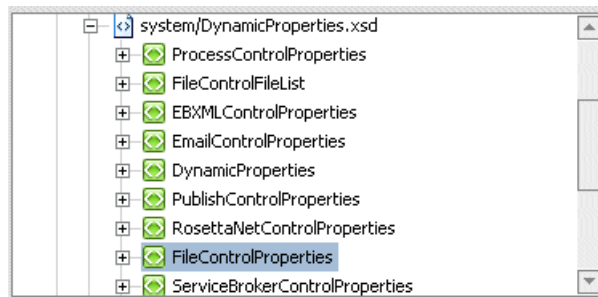 system/DynamicProperties.xsd
ProcessControlProperties
FileControlFileList
EBXMLControlProperties
EmailControlProperties
DynamicProperties
PublishControlProperties
RosettaNetControlProperties
FileControlProperties
ServiceBrokerControlProperties